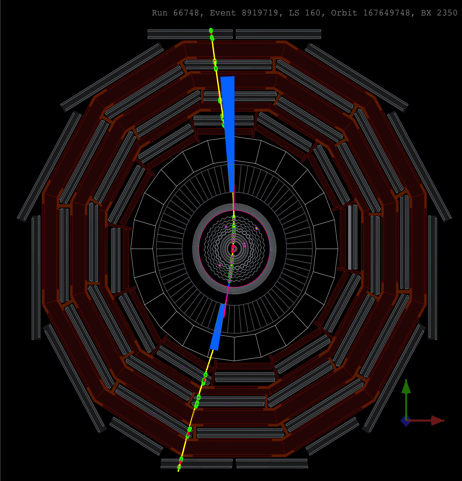 Run 66748, Event 8919719, LS 160, Orbit 167649748, BX 2350